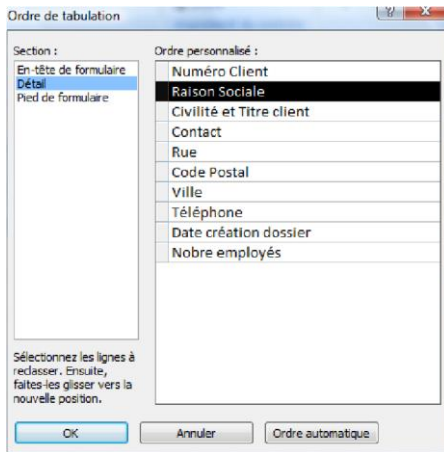 Ordre de tabulation
Section :
En-tête de formulaire
Détail
Pied de formulaire
Ordre personnalisé :
Numéro Client
Raison Sociale
Civilité et Titre client
Contact
Rue
Code Postal
Ville
Téléphone
Date création dossier
Nobre employés
Sélectionnez les lignes à
reclasser. Ensuite,
faites-les glisser vers la
nouvelle position.
OK
Annuler
Ordre automatique